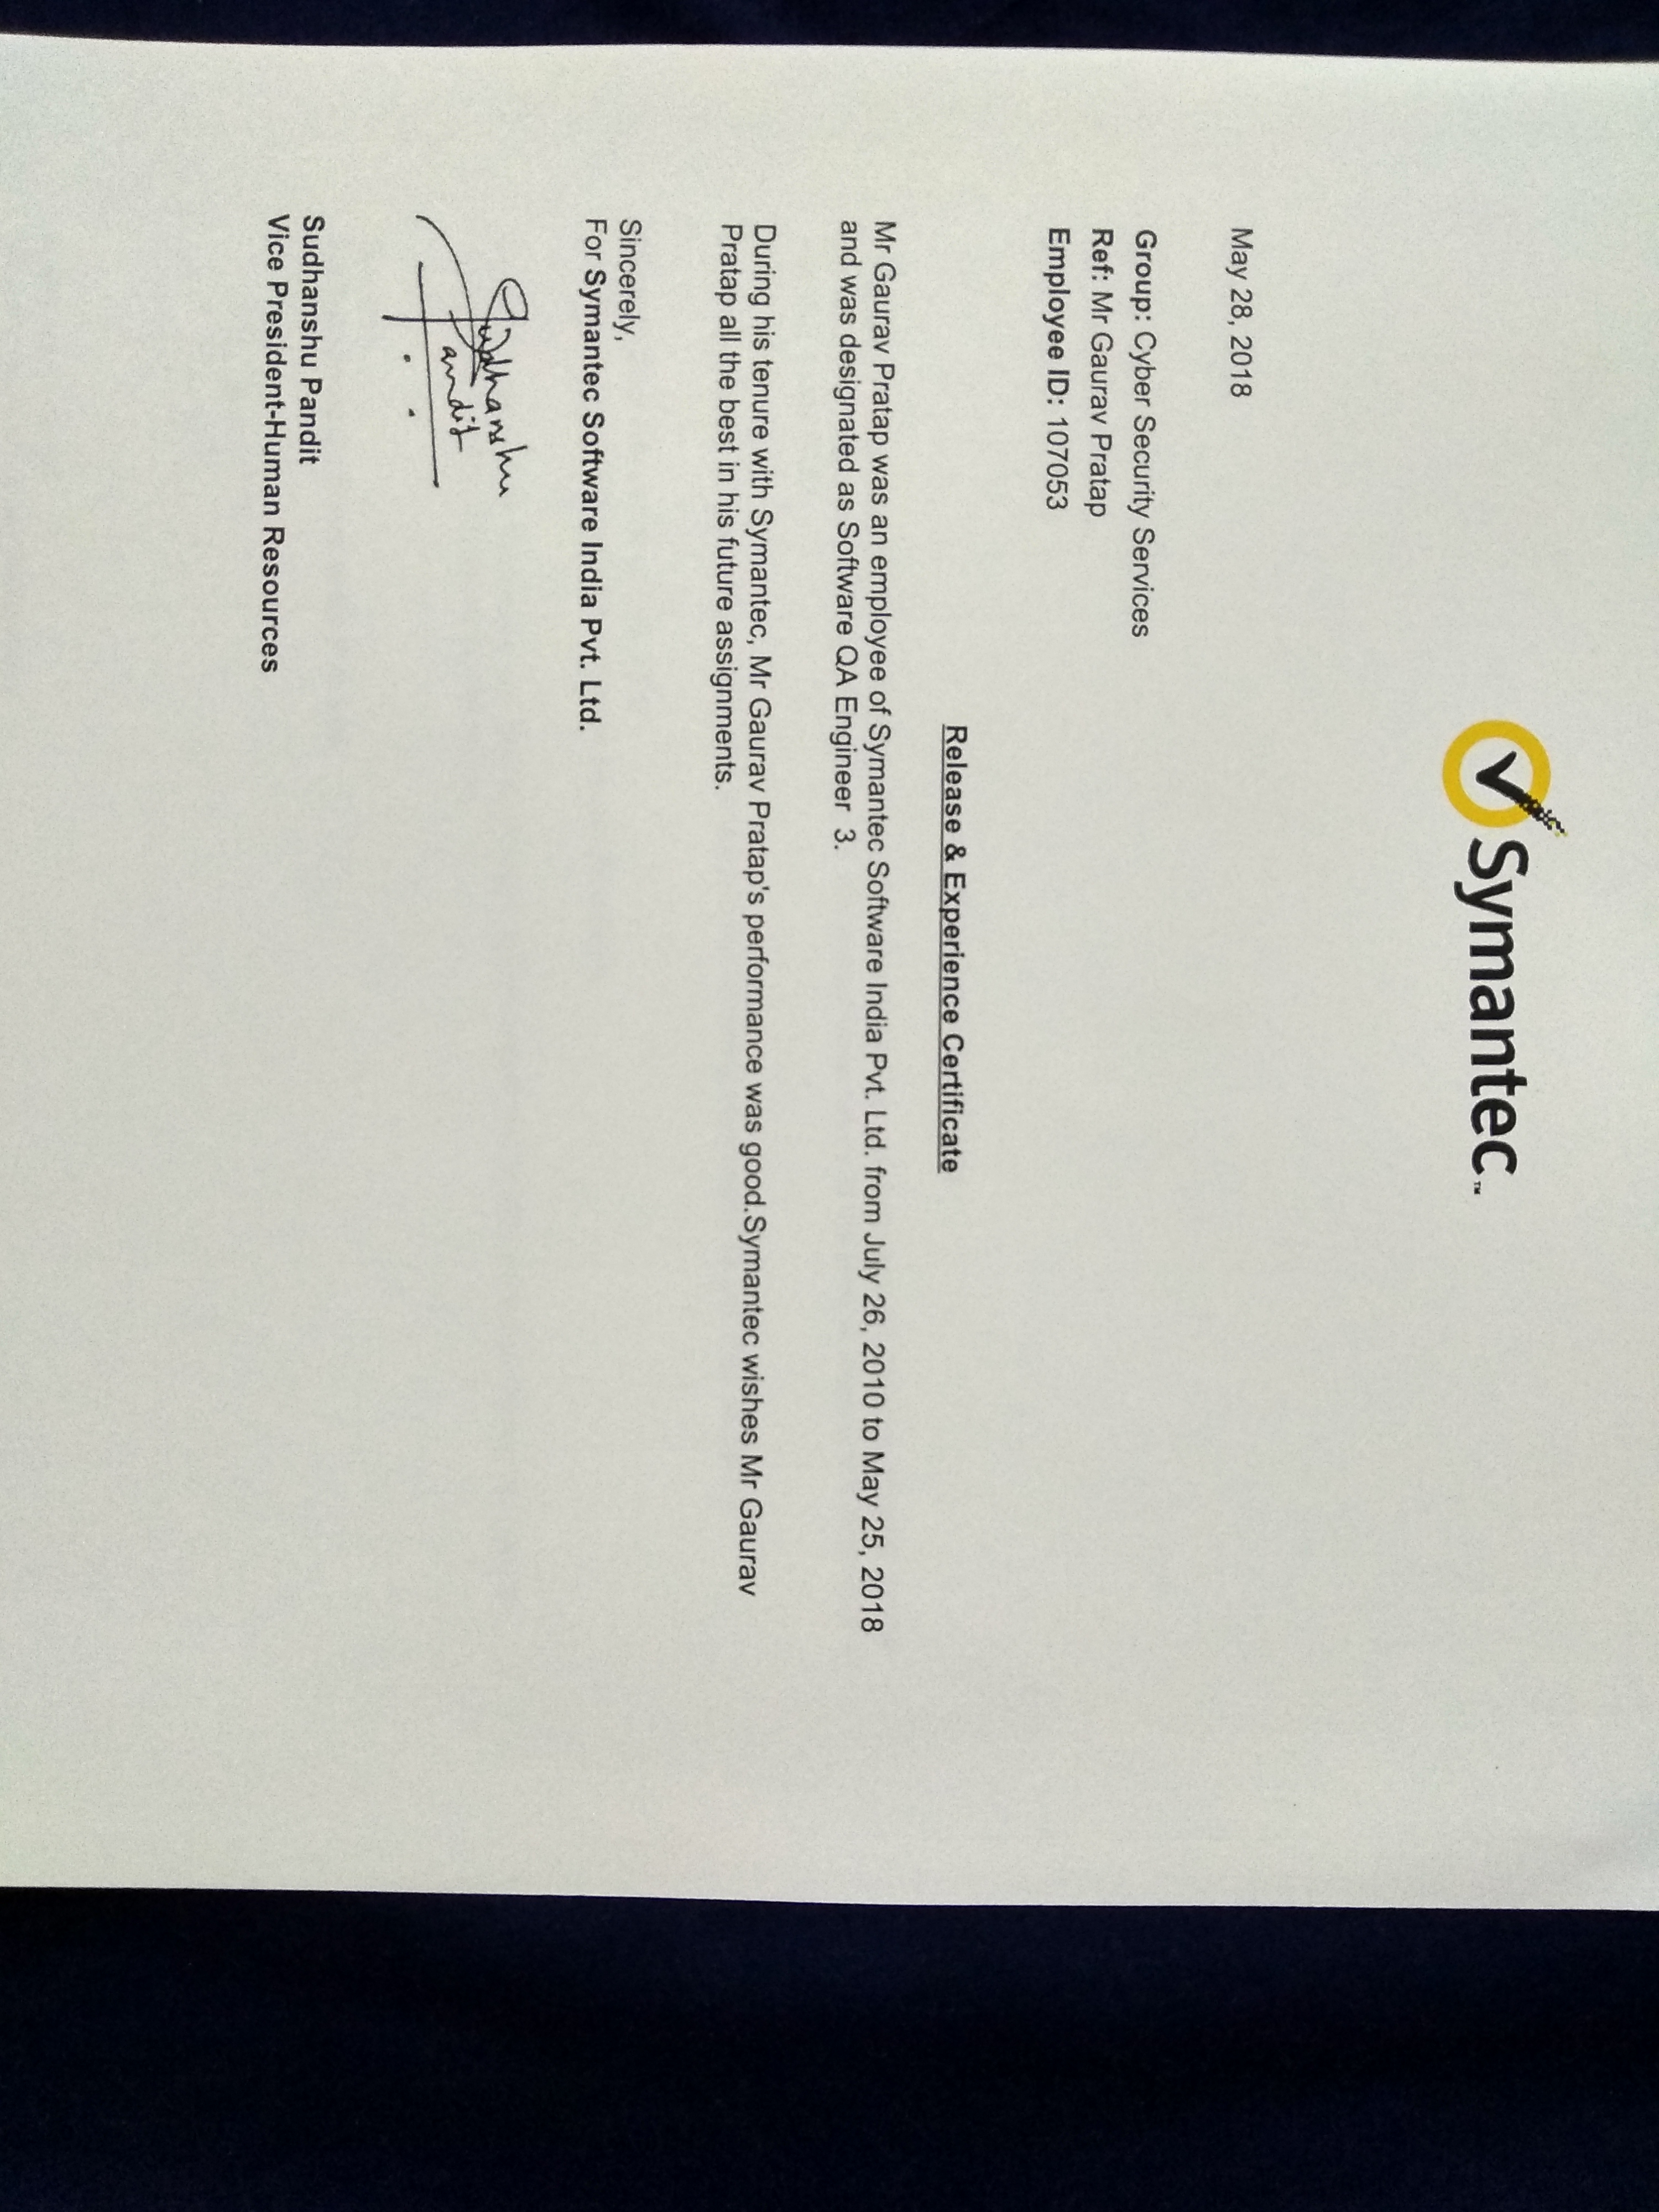 Symantec™
May 28, 2018
Group: Cyber Security Services
Ref: Mr Gaurav Pratap
Employee ID: 107053
Release & Experience Certificate
Mr Gaurav Pratap was an employee of Symantec Software India Pvt. Ltd. from July 26, 2010 to May 25, 2018
and was designated as Software QA Engineer 3.
During his tenure with Symantec, Mr Gaurav Pratap's performance was good.Symantec wishes Mr Gaurav
Pratap all the best in his future assignments.
Sincerely,
For Symantec Software India Pvt. Ltd.
Sudhanshu
Pandit
Sudhanshu Pandit
Vice President-Human Resources